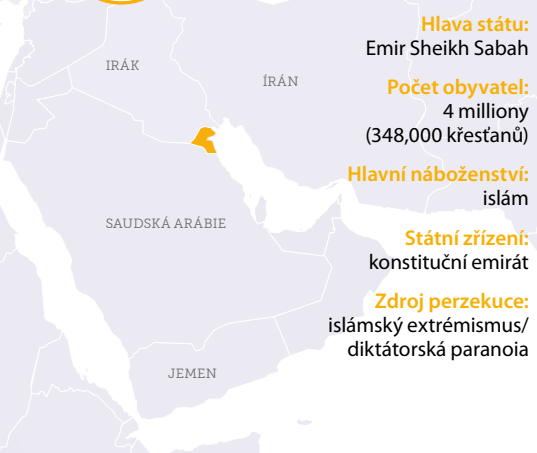 Hlava státu:
Emir Sheikh Sabah
IRÁK
ÍRÁN
Počet obyvatel:
4 milliony
(348,000 křesťanů)
Hlavní náboženství:
islám
SAUDSKÁ ARÁBIE
Státní zřízení:
konstituční emirát
Zdroj perzekuce:
islámský extrémismus/
diktátorská paranoia
JEMEN